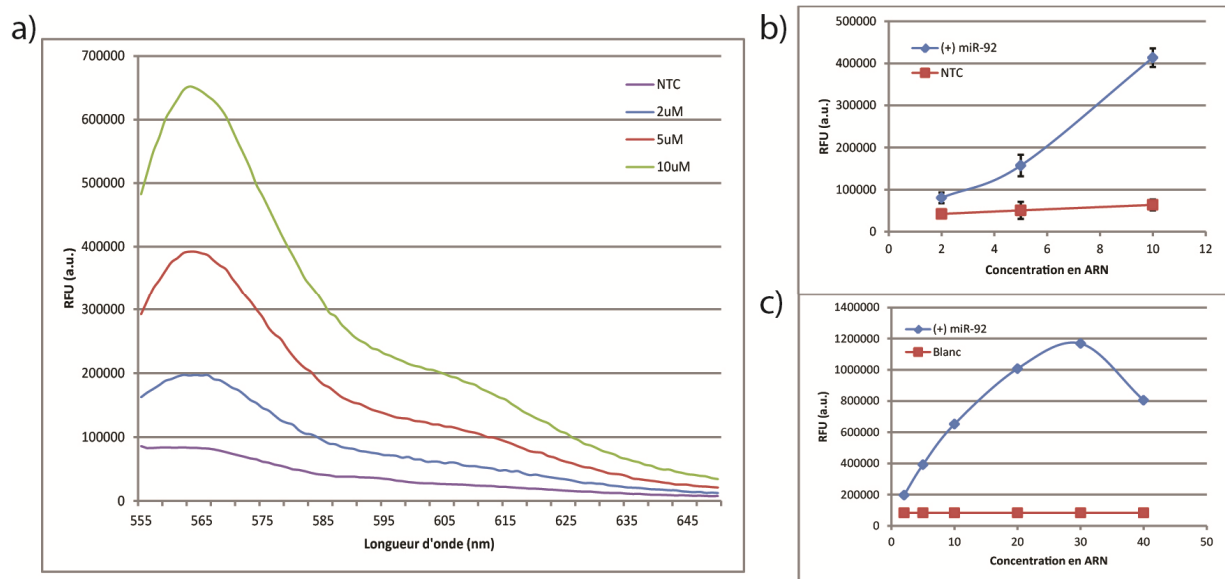 a)
700000
600000
500000
400000
300000
200000
100000
0
RFU (a.u.)
NTC
2uM
5uM
10uM
555 565 575 585 595 605 615 625 635 645
Longueur d'onde (nm)
b)
500000
400000
300000
200000
100000
0
RFU (a.u.)
(+) miR-92
NTC
0 2 4 6 8 10 12
Concentration en ARN
c)
1400000
1200000
1000000
800000
600000
400000
200000
0
RFU (a.u.)
(+) miR-92
Blanc
0 10 20 30 40 50
Concentration en ARN